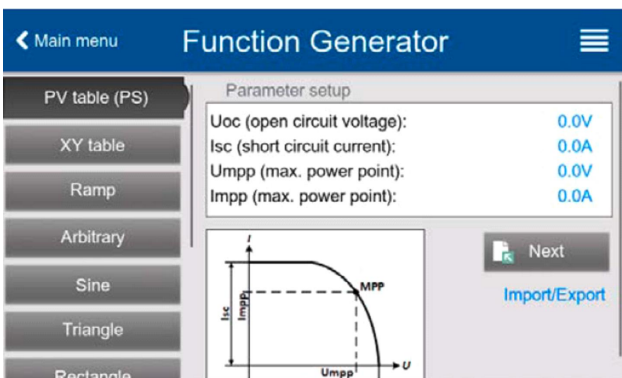 Main menu
Function Generator
PV table (PS)
XY table
Ramp
Arbitrary
Sine
Triangle
Rectangle
Parameter setup
Uoc (open circuit voltage): 0.0V
Isc (short circuit current): 0.0A
Umpp (max. power point): 0.0V
Impp (max. power point): 0.0A
I
Isc
Impp
MPP
Umpp
U
Next
Import/Export